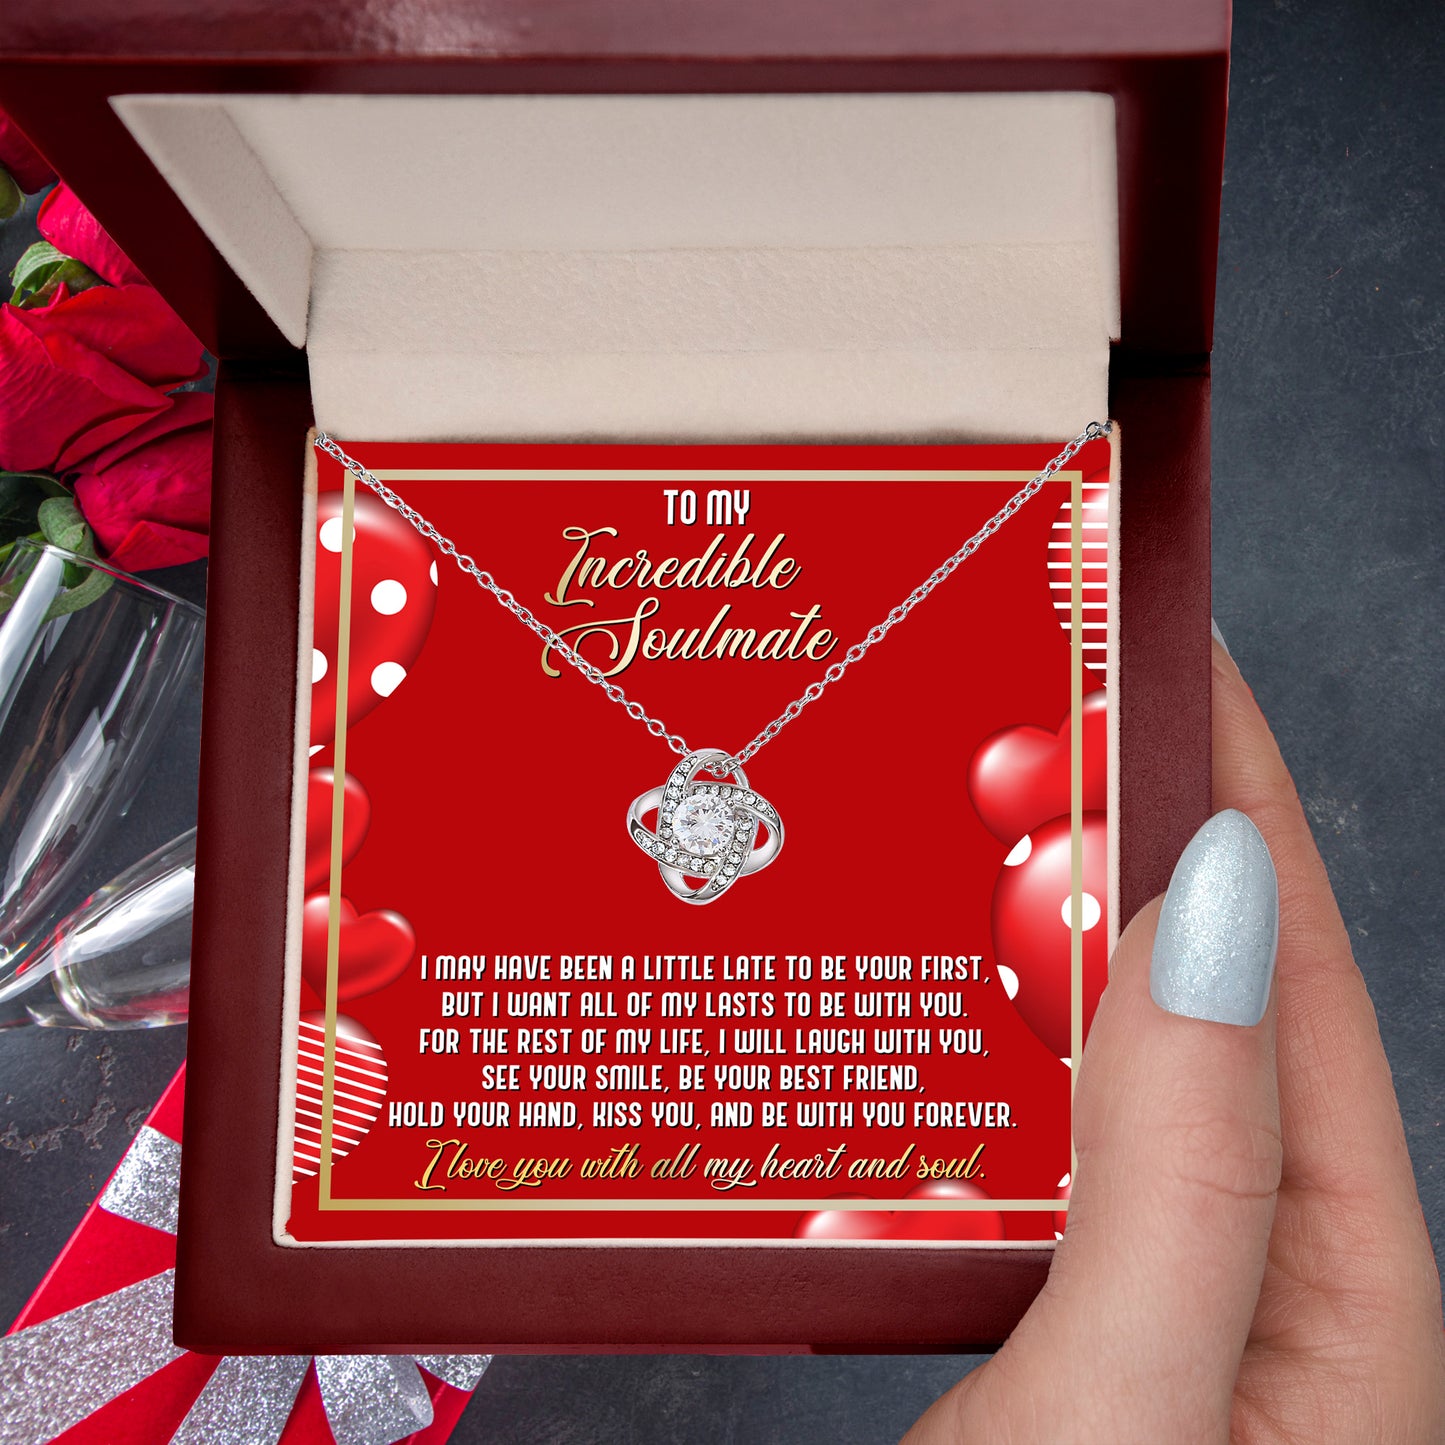 TO MY
Incredible
Soulmate
I MAY HAVE BEEN A LITTLE LATE TO BE YOUR FIRST,
BUT I WANT ALL OF MY LASTS TO BE WITH YOU.
FOR THE REST OF MY LIFE, I WILL LAUGH WITH YOU,
SEE YOUR SMILE, BE YOUR BEST FRIEND,
HOLD YOUR HAND, KISS YOU, AND BE WITH YOU FOREVER.
I love you with all my heart and soul.